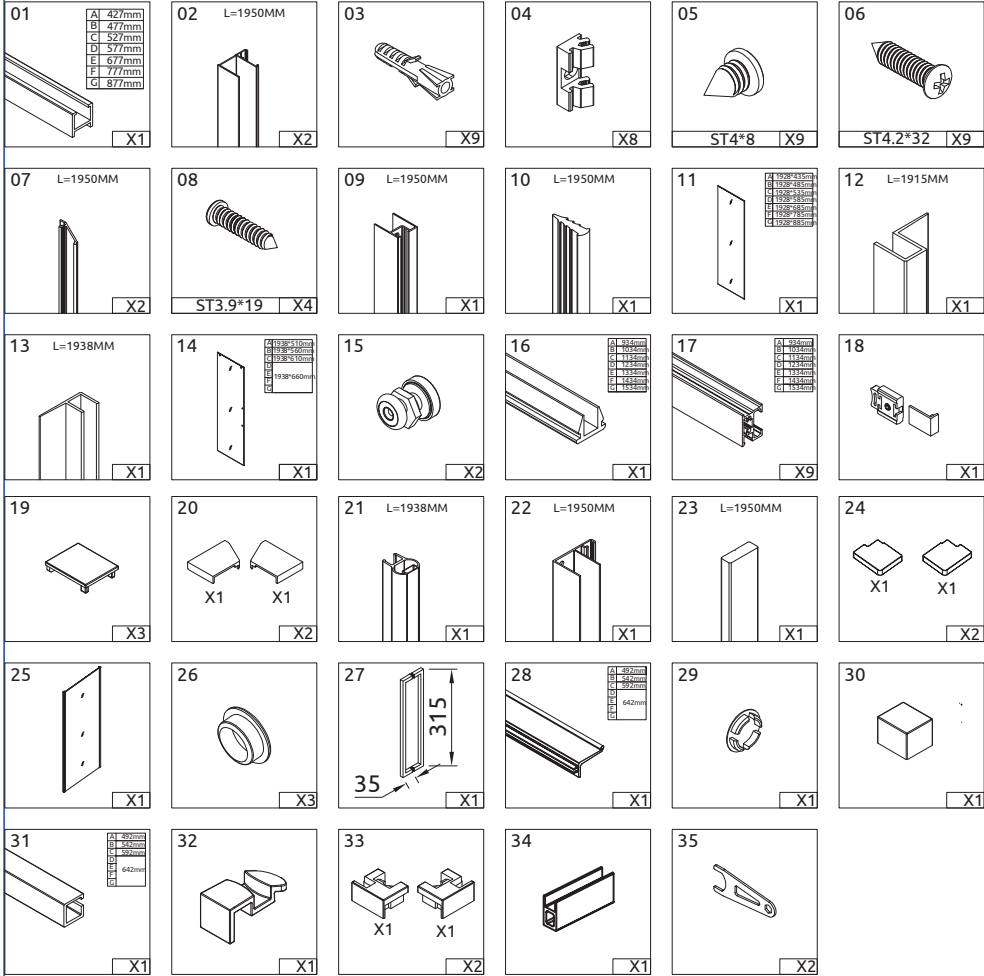 01
A 427mm
B 477mm
C 527mm
D 577mm
E 677mm
F 777mm
G 877mm
X1
02 L=1950MM
X2
03
X9
04
X8
05
ST4*8 X9
06
ST4.2*32 X9
07 L=1950MM
X2
08
ST3.9*19 X4
09 L=1950MM
X1
10 L=1950MM
X1
11
A 1928*435mm
B 1928*485mm
C 1928*535mm
D 1928*585mm
E 1928*685mm
F 1928*785mm
G 1928*885mm
X1
12 L=1915MM
X1
13 L=1938MM
X1
14
A 1938*510mm
B 1938*560mm
C 1938*610mm
D
E 1938*660mm
F
G
X1
15
X2
16
A 934mm
B 1034mm
C 1134mm
D 1234mm
E 1334mm
F 1434mm
G 1534mm
X1
17
A 934mm
B 1034mm
C 1134mm
D 1234mm
E 1334mm
F 1434mm
G 1534mm
X9
18
X1
19
X3
20
X1 X1
X2
21 L=1938MM
X1
22 L=1950MM
X1
23 L=1950MM
X1
24
X1 X1
X2
25
X1
26
X3
27
315
35
X1
28
A 492mm
B 542mm
C 592mm
D
E 642mm
F
G
X1
29
X1
30
X1
31
A 492mm
B 542mm
C 592mm
D
E 642mm
F
G
X1
32
X1
33
X1 X1
X2
34
X1
35
X2